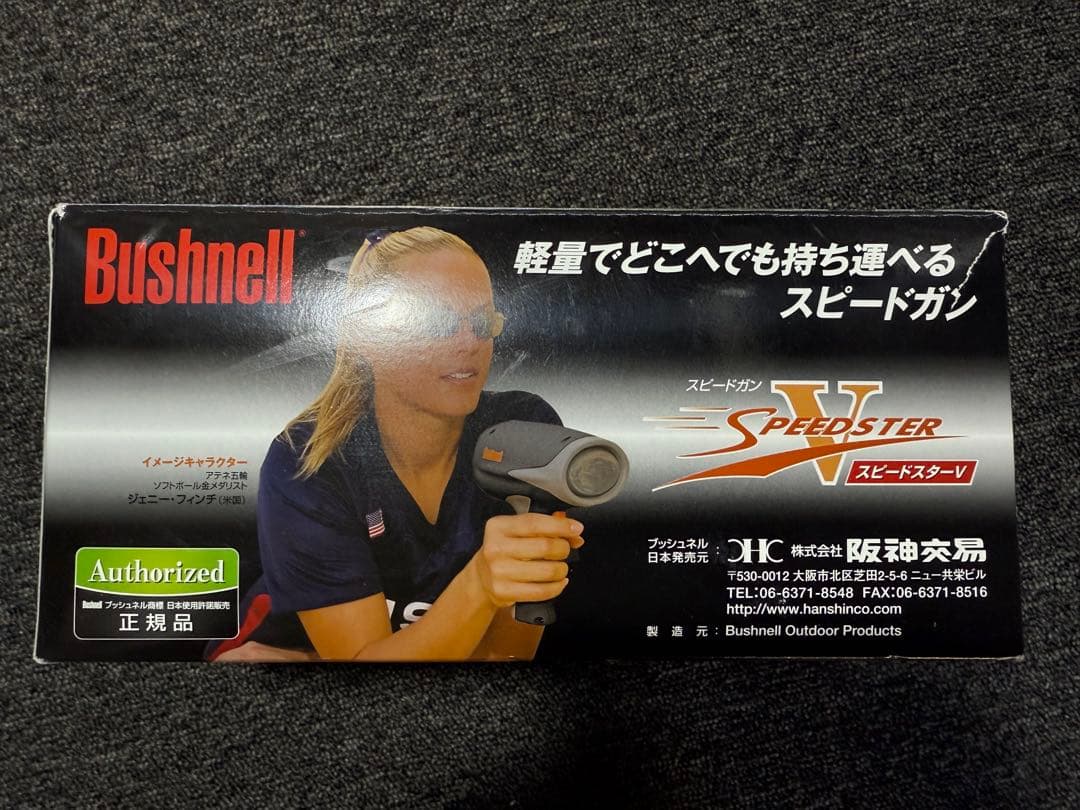 Bushnell®
軽量でどこへでも持ち運べる
スピードガン
スピードガン
SPEEDSTER V
スピードスターV
イメージキャラクター
アテネ五輪
ソフトボール金メダリスト
ジェニー・フィンチ(米国)
Authorized
Bushnell ブッシュネル商標 日本使用許諾販売
正規品
ブッシュネル
日本発売元 : OHC 株式会社 阪神交易
〒530-0012 大阪市北区芝田2-5-6 ニュー共栄ビル
TEL:06-6371-8548 FAX:06-6371-8516
http://www.hanshinco.com
製造元 : Bushnell Outdoor Products